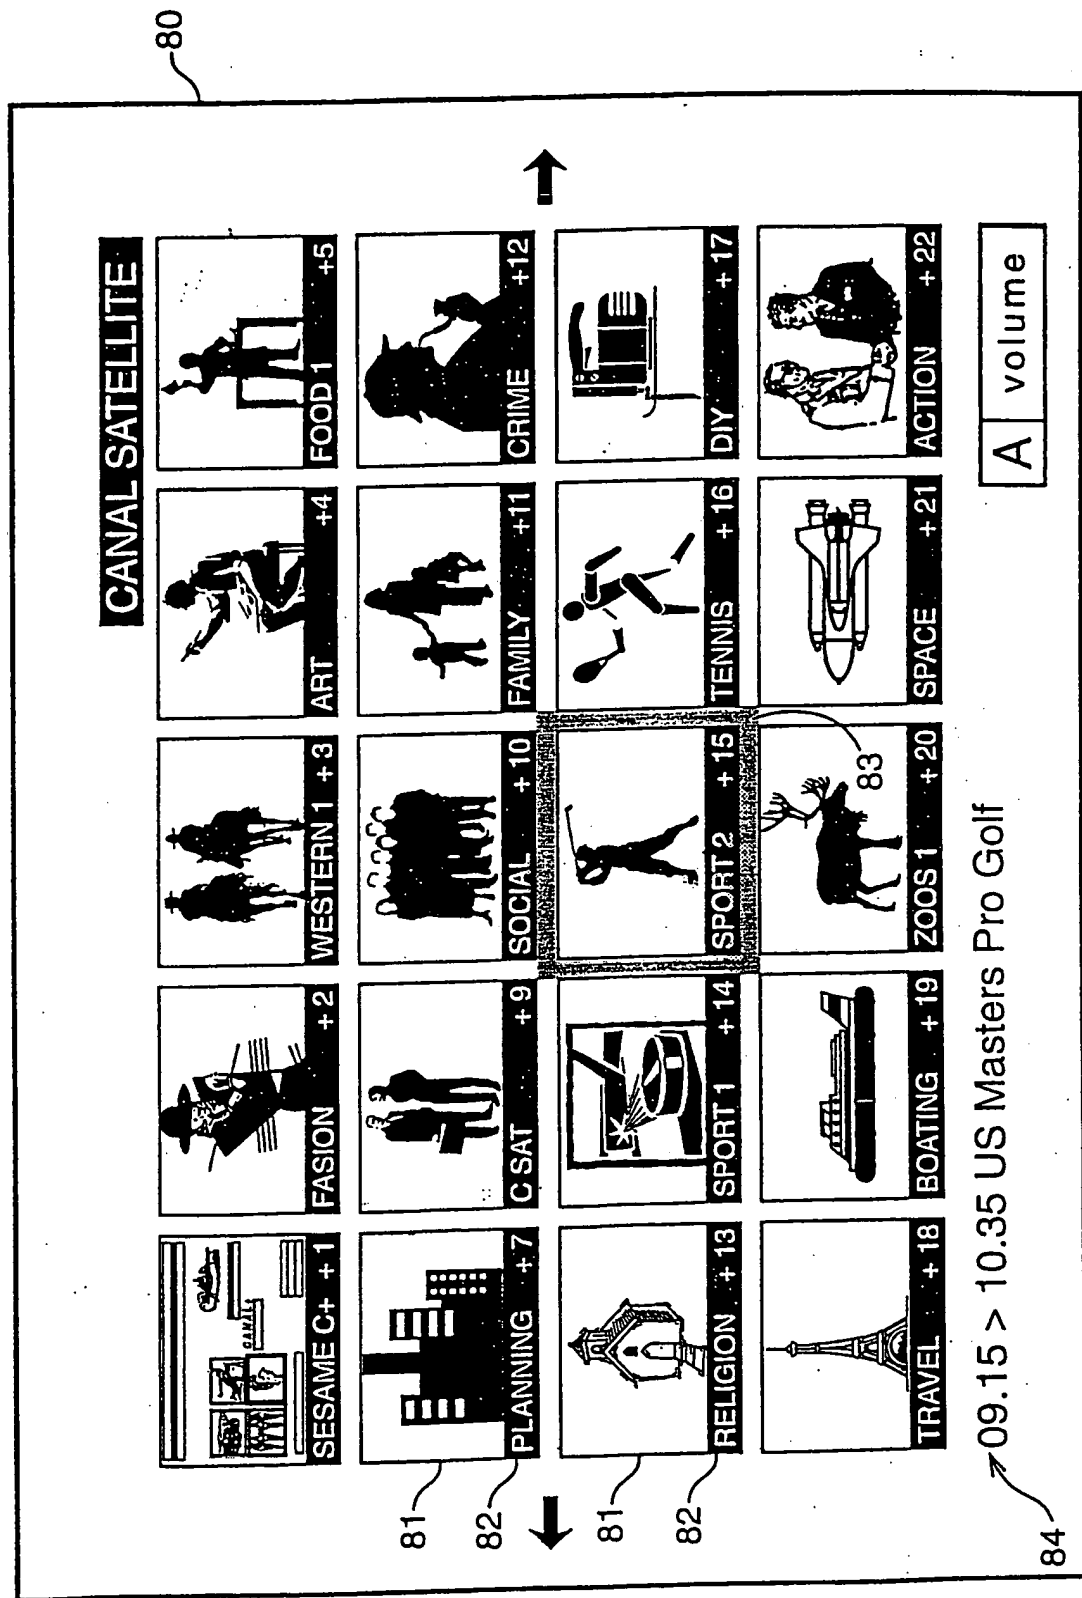 80
CANAL SATELLITE
SESAME C+ +1
FASION +2
WESTERN 1 +3
ART +4
FOOD 1 +5
81
82
PLANNING +7
C SAT +9
SOCIAL +10
FAMILY +11
CRIME +12
81
82
RELIGION +13
SPORT 1 +14
SPORT 2 +15
TENNIS +16
DIY +17
83
TRAVEL +18
BOATING +19
ZOOS 1 +20
SPACE +21
ACTION +22
84
09.15 > 10.35 US Masters Pro Golf
A volume